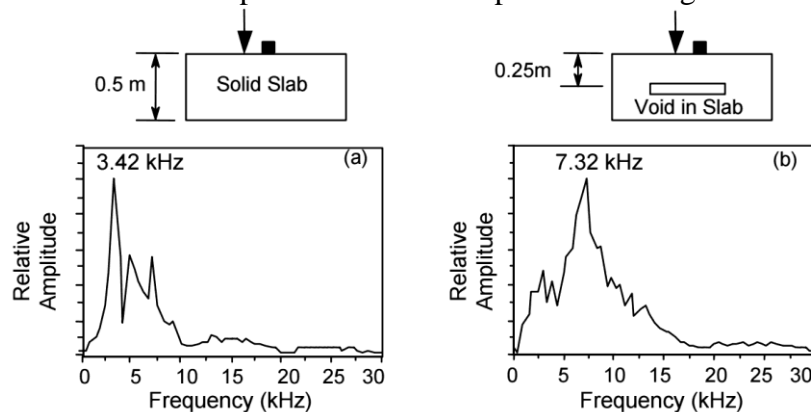 0.5 m
Solid Slab
0.25m
Void in Slab
3.42 kHz
(a)
Relative
Amplitude
0 5 10 15 20 25 30
Frequency (kHz)
7.32 kHz
(b)
Relative
Amplitude
0 5 10 15 20 25 30
Frequency (kHz)